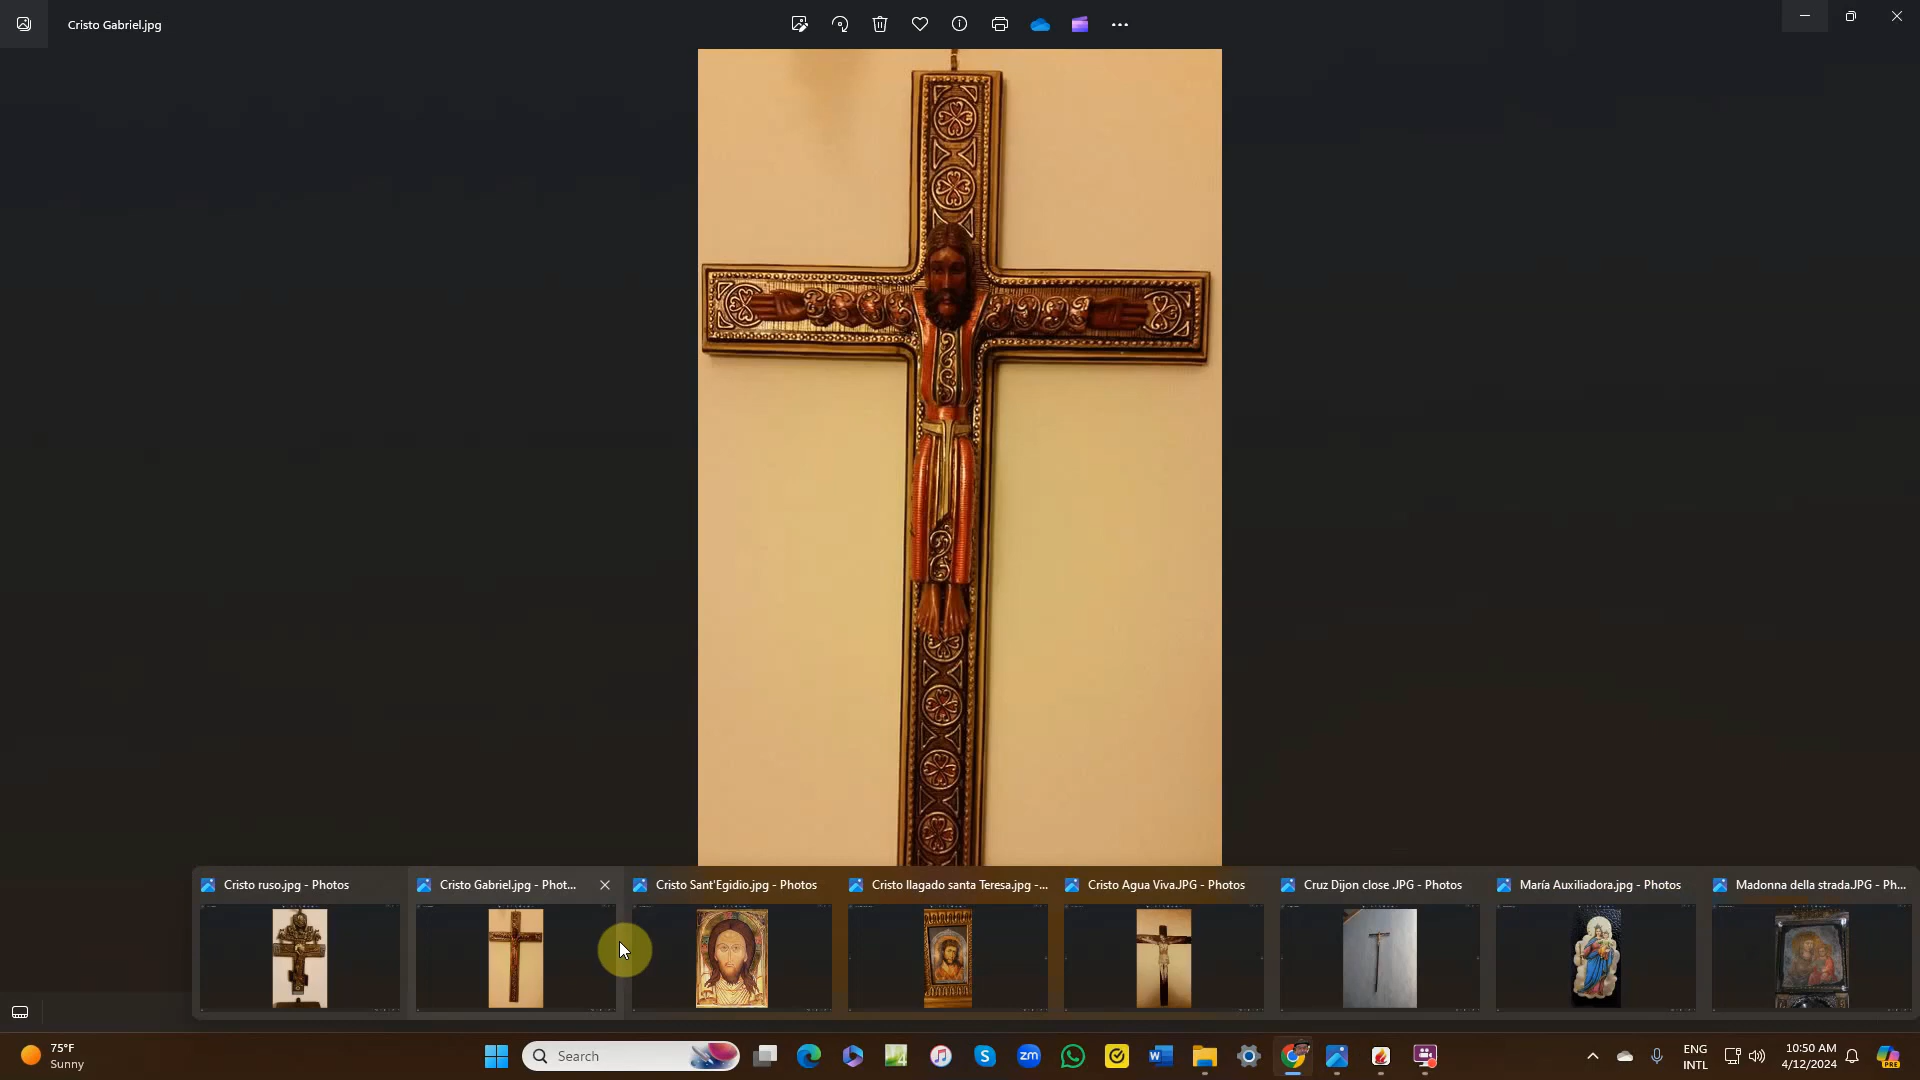 Cristo Gabriel.jpg
Cristo ruso.jpg - Photos
Cristo Gabriel.jpg - Phot...
Cristo Sant'Egidio.jpg - Photos
Cristo llagado santa Teresa.jpg -...
Cristo Agua Viva.JPG - Photos
Cruz Dijon close .JPG - Photos
María Auxiliadora.jpg - Photos
Madonna della strada.JPG - Ph...
75°F
Sunny
Search
zm
ENG
INTL
10:50 AM
4/12/2024
PRE